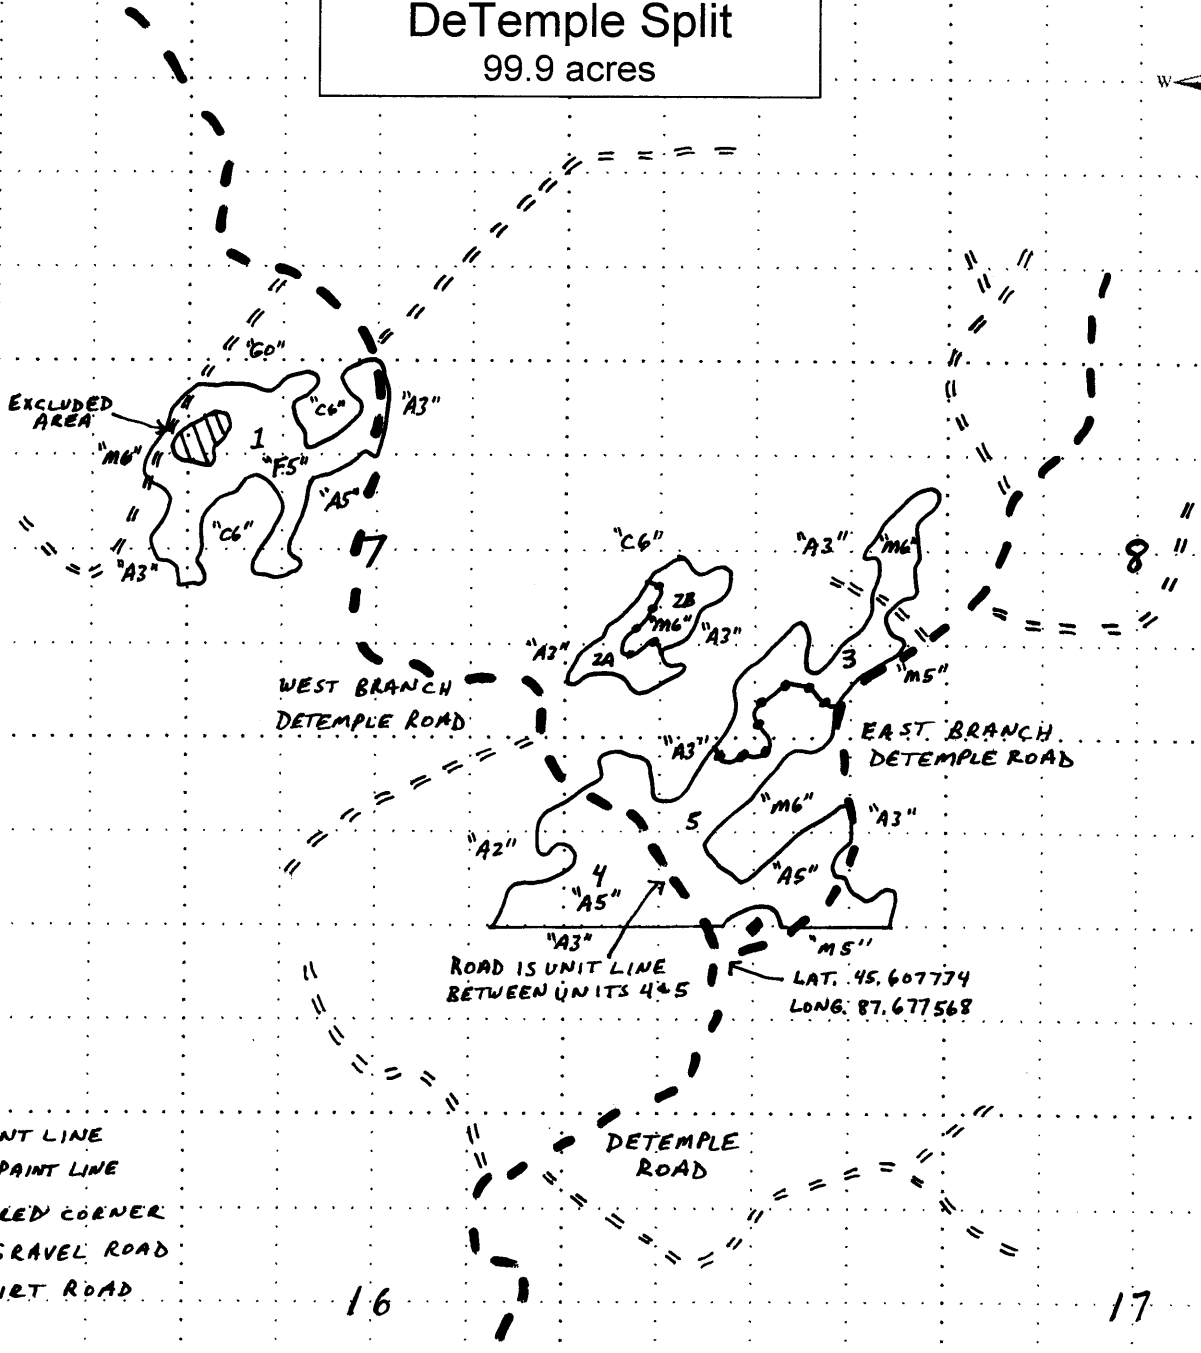 DeTemple Split
99.9 acres
W
"GO"
EXCLUDED
AREA
"C6"
"A3"
1
"M6"
"F5"
"A5"
"C6"
"A3"
7
"C6"
"A3"
"M6"
8
2B
"M6"
"A3"
"A2"
2A
3
"M5"
WEST BRANCH
DETEMPLE ROAD
"A3"
EAST BRANCH
DETEMPLE ROAD
"M6"
"A3"
5
"A2"
4
"A5"
"A5"
"A3"
"M5"
ROAD IS UNIT LINE
BETWEEN UNITS 4&5
LAT. 45.607774
LONG. 87.677568
NT LINE
PAINT LINE
RED CORNER
GRAVEL ROAD
IRT ROAD
DETEMPLE
ROAD
16
17